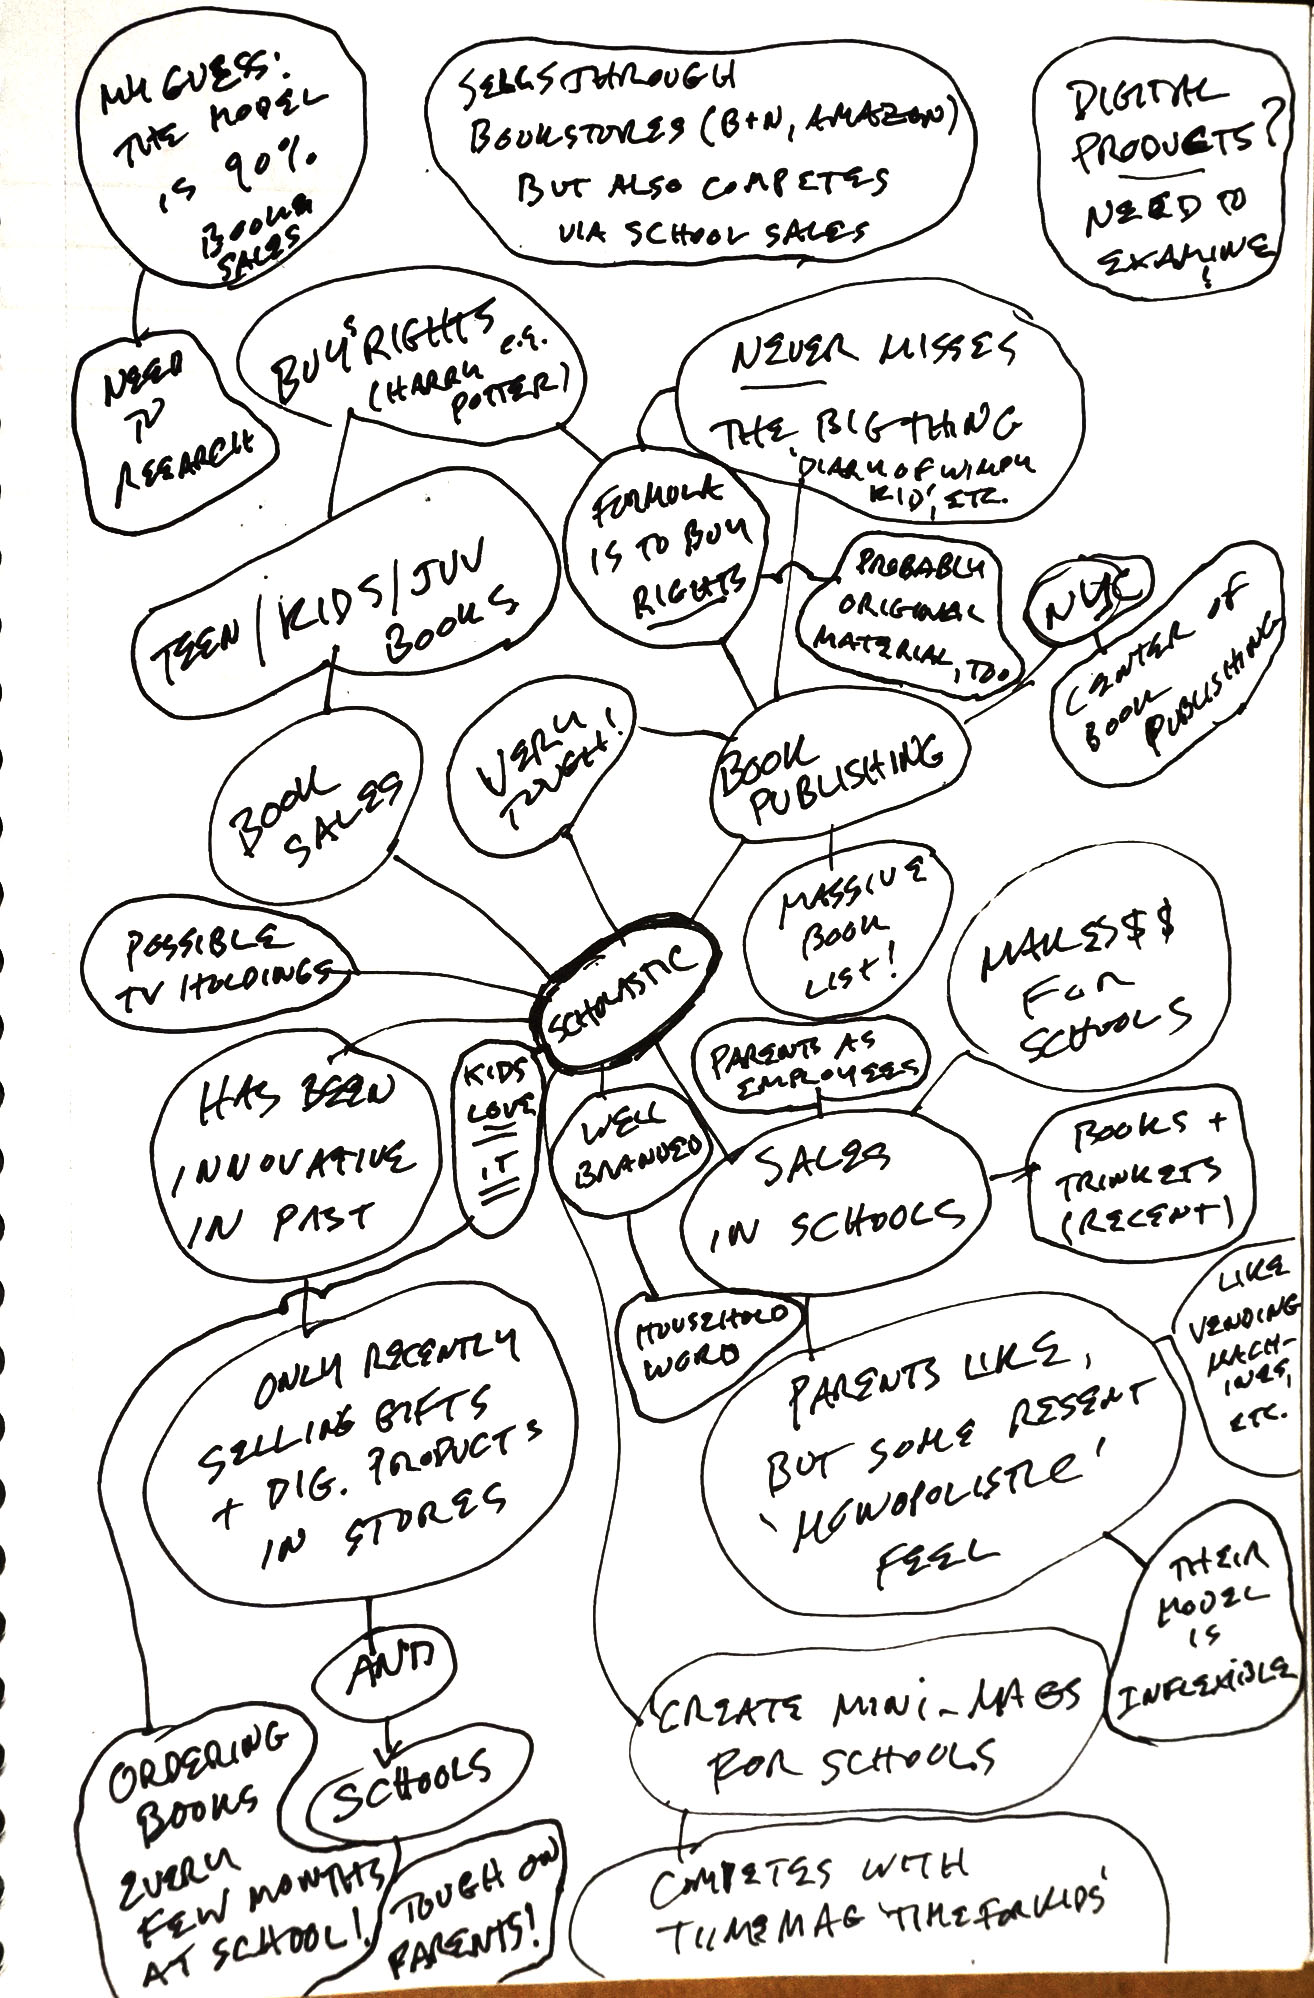 MY GUESS:
THE MODEL
IS 90%
BOOK
SALES
SELLS THROUGH
BOOKSTORES (B+N, AMAZON)
BUT ALSO COMPETES
VIA SCHOOL SALES
DIGITAL
PRODUCTS?
NEED TO
EXAMINE!
NEED
TO
RESEARCH
BUYS RIGHTS
(HARRY e.g.
POTTER)
NEVER MISSES
THE BIG THING
'DIARY OF WIMPY
KID', ETC.
FORMULA
IS TO BUY
RIGHTS
PROBABLY
ORIGINAL
MATERIAL, TOO
NYC
CENTER OF
BOOK
PUBLISHING
TEEN/KIDS/JUV
BOOKS
BOOK
SALES
VERY
TOUGH!
BOOK
PUBLISHING
MASSIVE
BOOK
LIST!
POSSIBLE
TV HOLDINGS
SCHOLASTIC
MAKES $$
FOR
SCHOOLS
PARENTS AS
EMPLOYEES
HAS BEEN
INNOVATIVE
IN PAST
KIDS
LOVE
IT
WELL
BRANDED
SALES
IN SCHOOLS
BOOKS +
TRINKETS
(RECENT)
HOUSEHOLD
WORD
LIKE
VENDING
MACH-
INES,
ETC.
ONLY RECENTLY
SELLING GIFTS
+ DIG. PRODUCTS
IN STORES
PARENTS LIKE,
BUT SOME RESENT
'MONOPOLISTIC'
FEEL
THEIR
MODEL
IS
INFLEXIBLE
AND
SCHOOLS
CREATE MINI-MAGS
FOR SCHOOLS
ORDERING
BOOKS
EVERY
FEW MONTHS
AT SCHOOL!
TOUGH ON
PARENTS!
COMPETES WITH
TIME MAG 'TIME FOR KIDS'